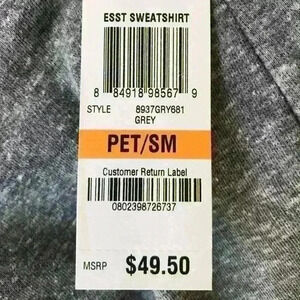 ESST SWEATSHIRT
8 84918 98567 9
STYLE 8937GRY681
GREY
PET/SM
Customer Return Label
0802398726737
MSRP $49.50